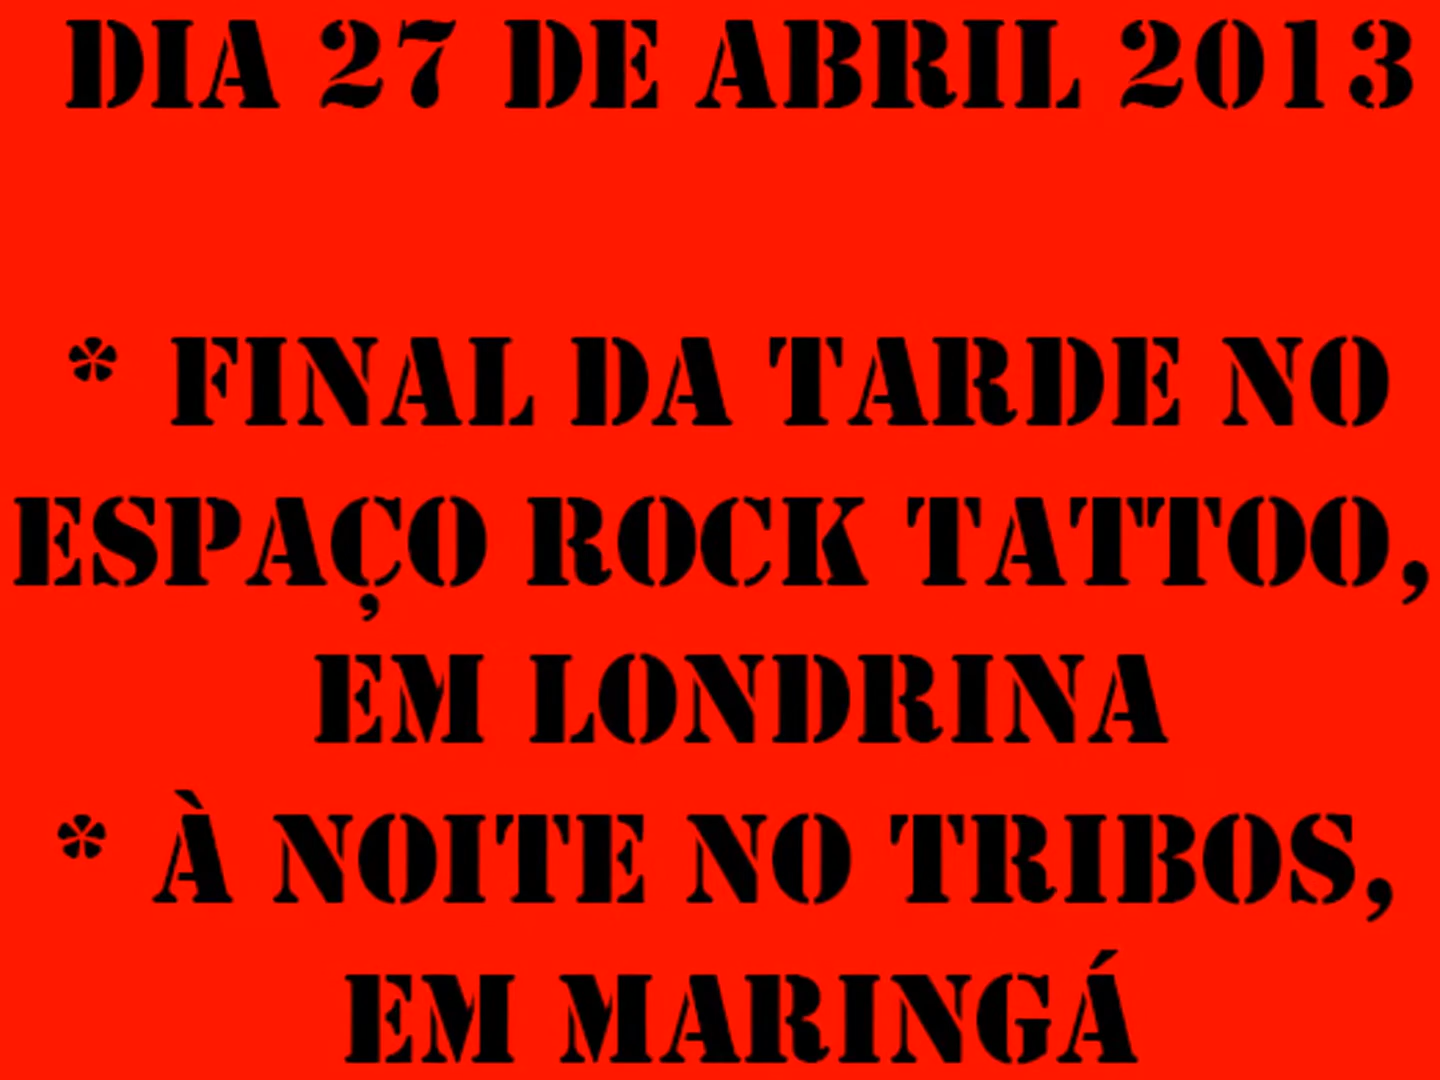 DIA 27 DE ABRIL 2013
* FINAL DA TARDE NO
ESPAÇO ROCK TATTOO,
EM LONDRINA
* À NOITE NO TRIBOS,
EM MARINGÁ